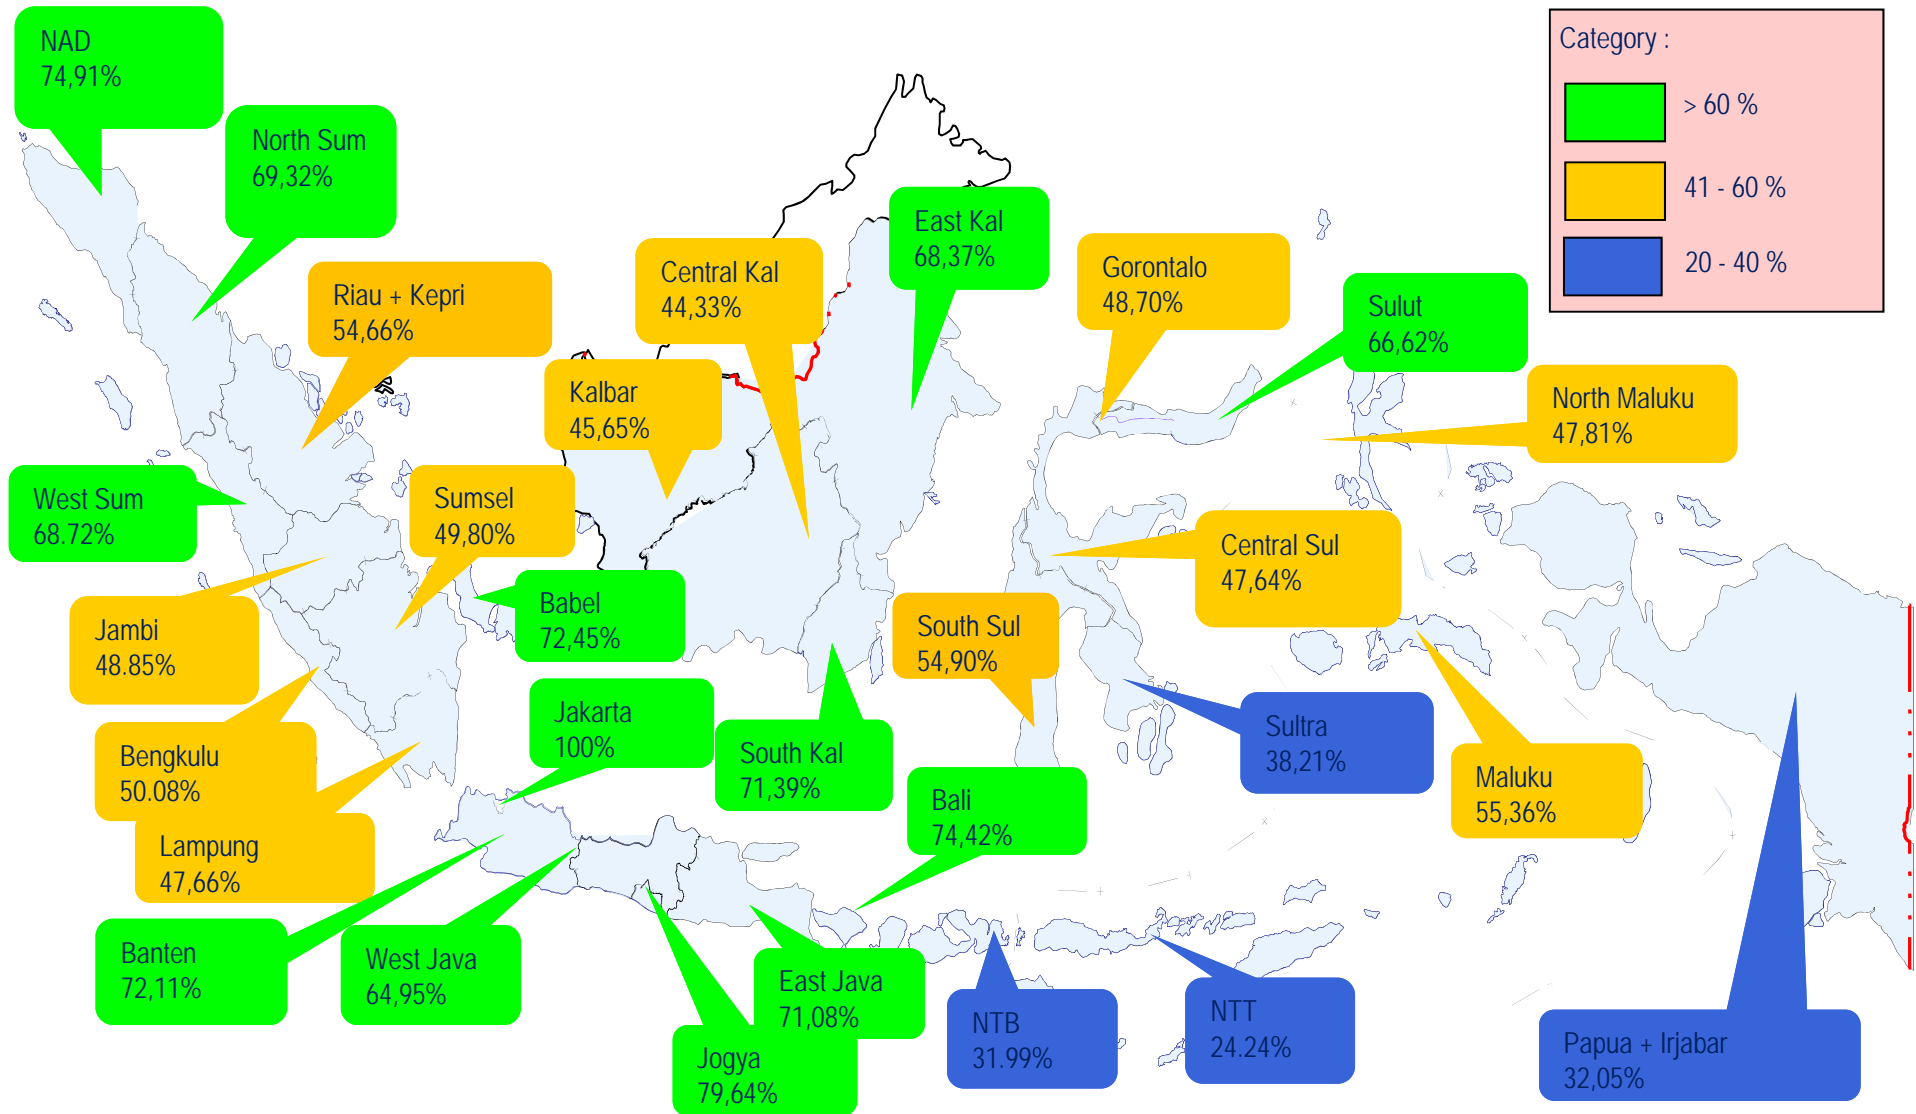 NAD
74,91%
North Sum
69,32%
Riau + Kepri
54,66%
Central Kal
44,33%
East Kal
68,37%
Gorontalo
48,70%
Sulut
66,62%
Category :
> 60 %
41 - 60 %
20 - 40 %
Kalbar
45,65%
North Maluku
47,81%
West Sum
68.72%
Sumsel
49,80%
Central Sul
47,64%
Babel
72,45%
South Sul
54,90%
Jambi
48.85%
Jakarta
100%
South Kal
71,39%
Sultra
38,21%
Bengkulu
50.08%
Bali
74,42%
Maluku
55,36%
Lampung
47,66%
Banten
72,11%
West Java
64,95%
East Java
71,08%
Jogya
79,64%
NTB
31.99%
NTT
24.24%
Papua + Irjabar
32,05%